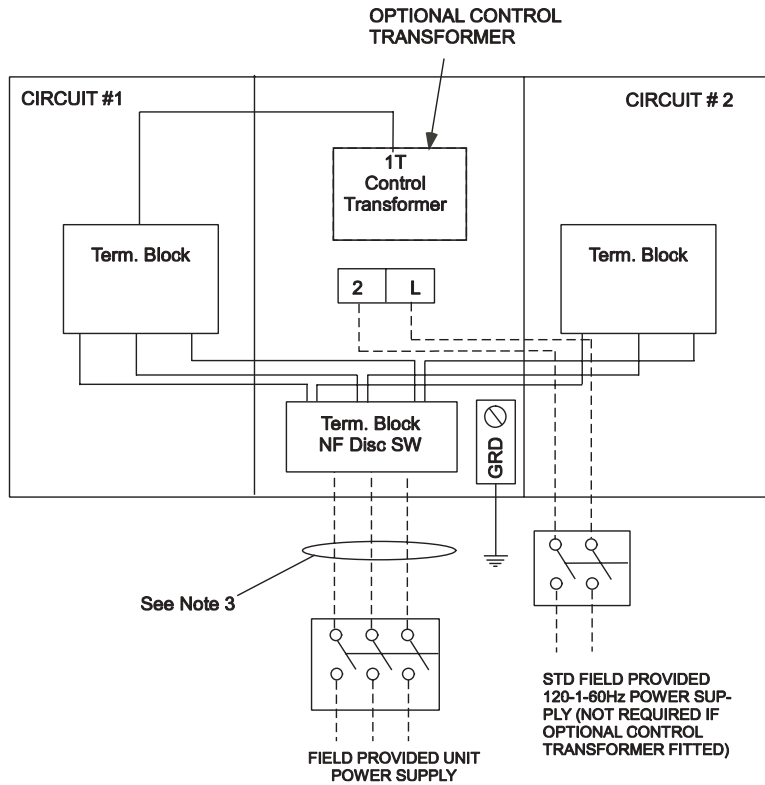 OPTIONAL CONTROL
TRANSFORMER
CIRCUIT #1
CIRCUIT # 2
1T
Control
Transformer
Term. Block
Term. Block
2
L
Term. Block
NF Disc SW
GRD
See Note 3
STD FIELD PROVIDED
120-1-60Hz POWER SUP-
PLY (NOT REQUIRED IF
OPTIONAL CONTROL
TRANSFORMER FITTED)
FIELD PROVIDED UNIT
POWER SUPPLY